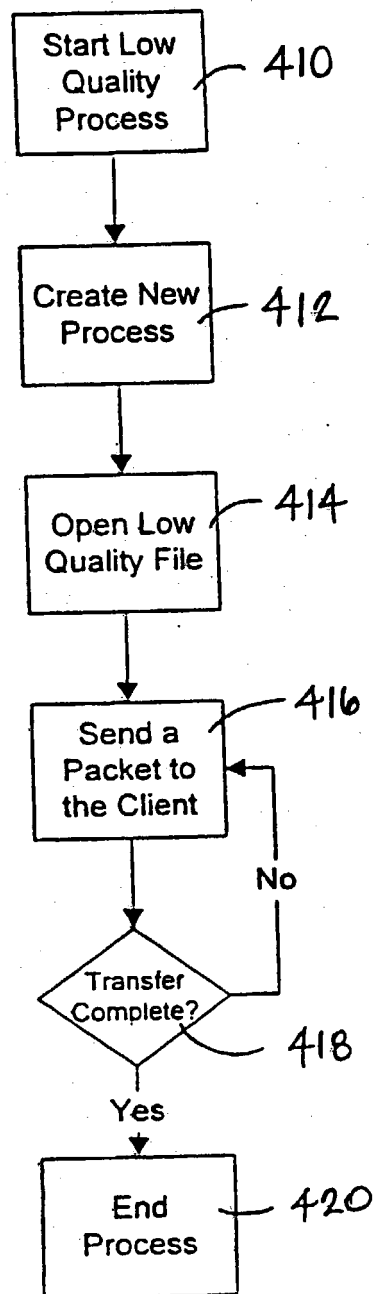 Start Low
Quality
Process
410
Create New
Process
412
Open Low
Quality File
414
Send a
Packet to
the Client
416
No
Transfer
Complete?
418
Yes
End
Process
420